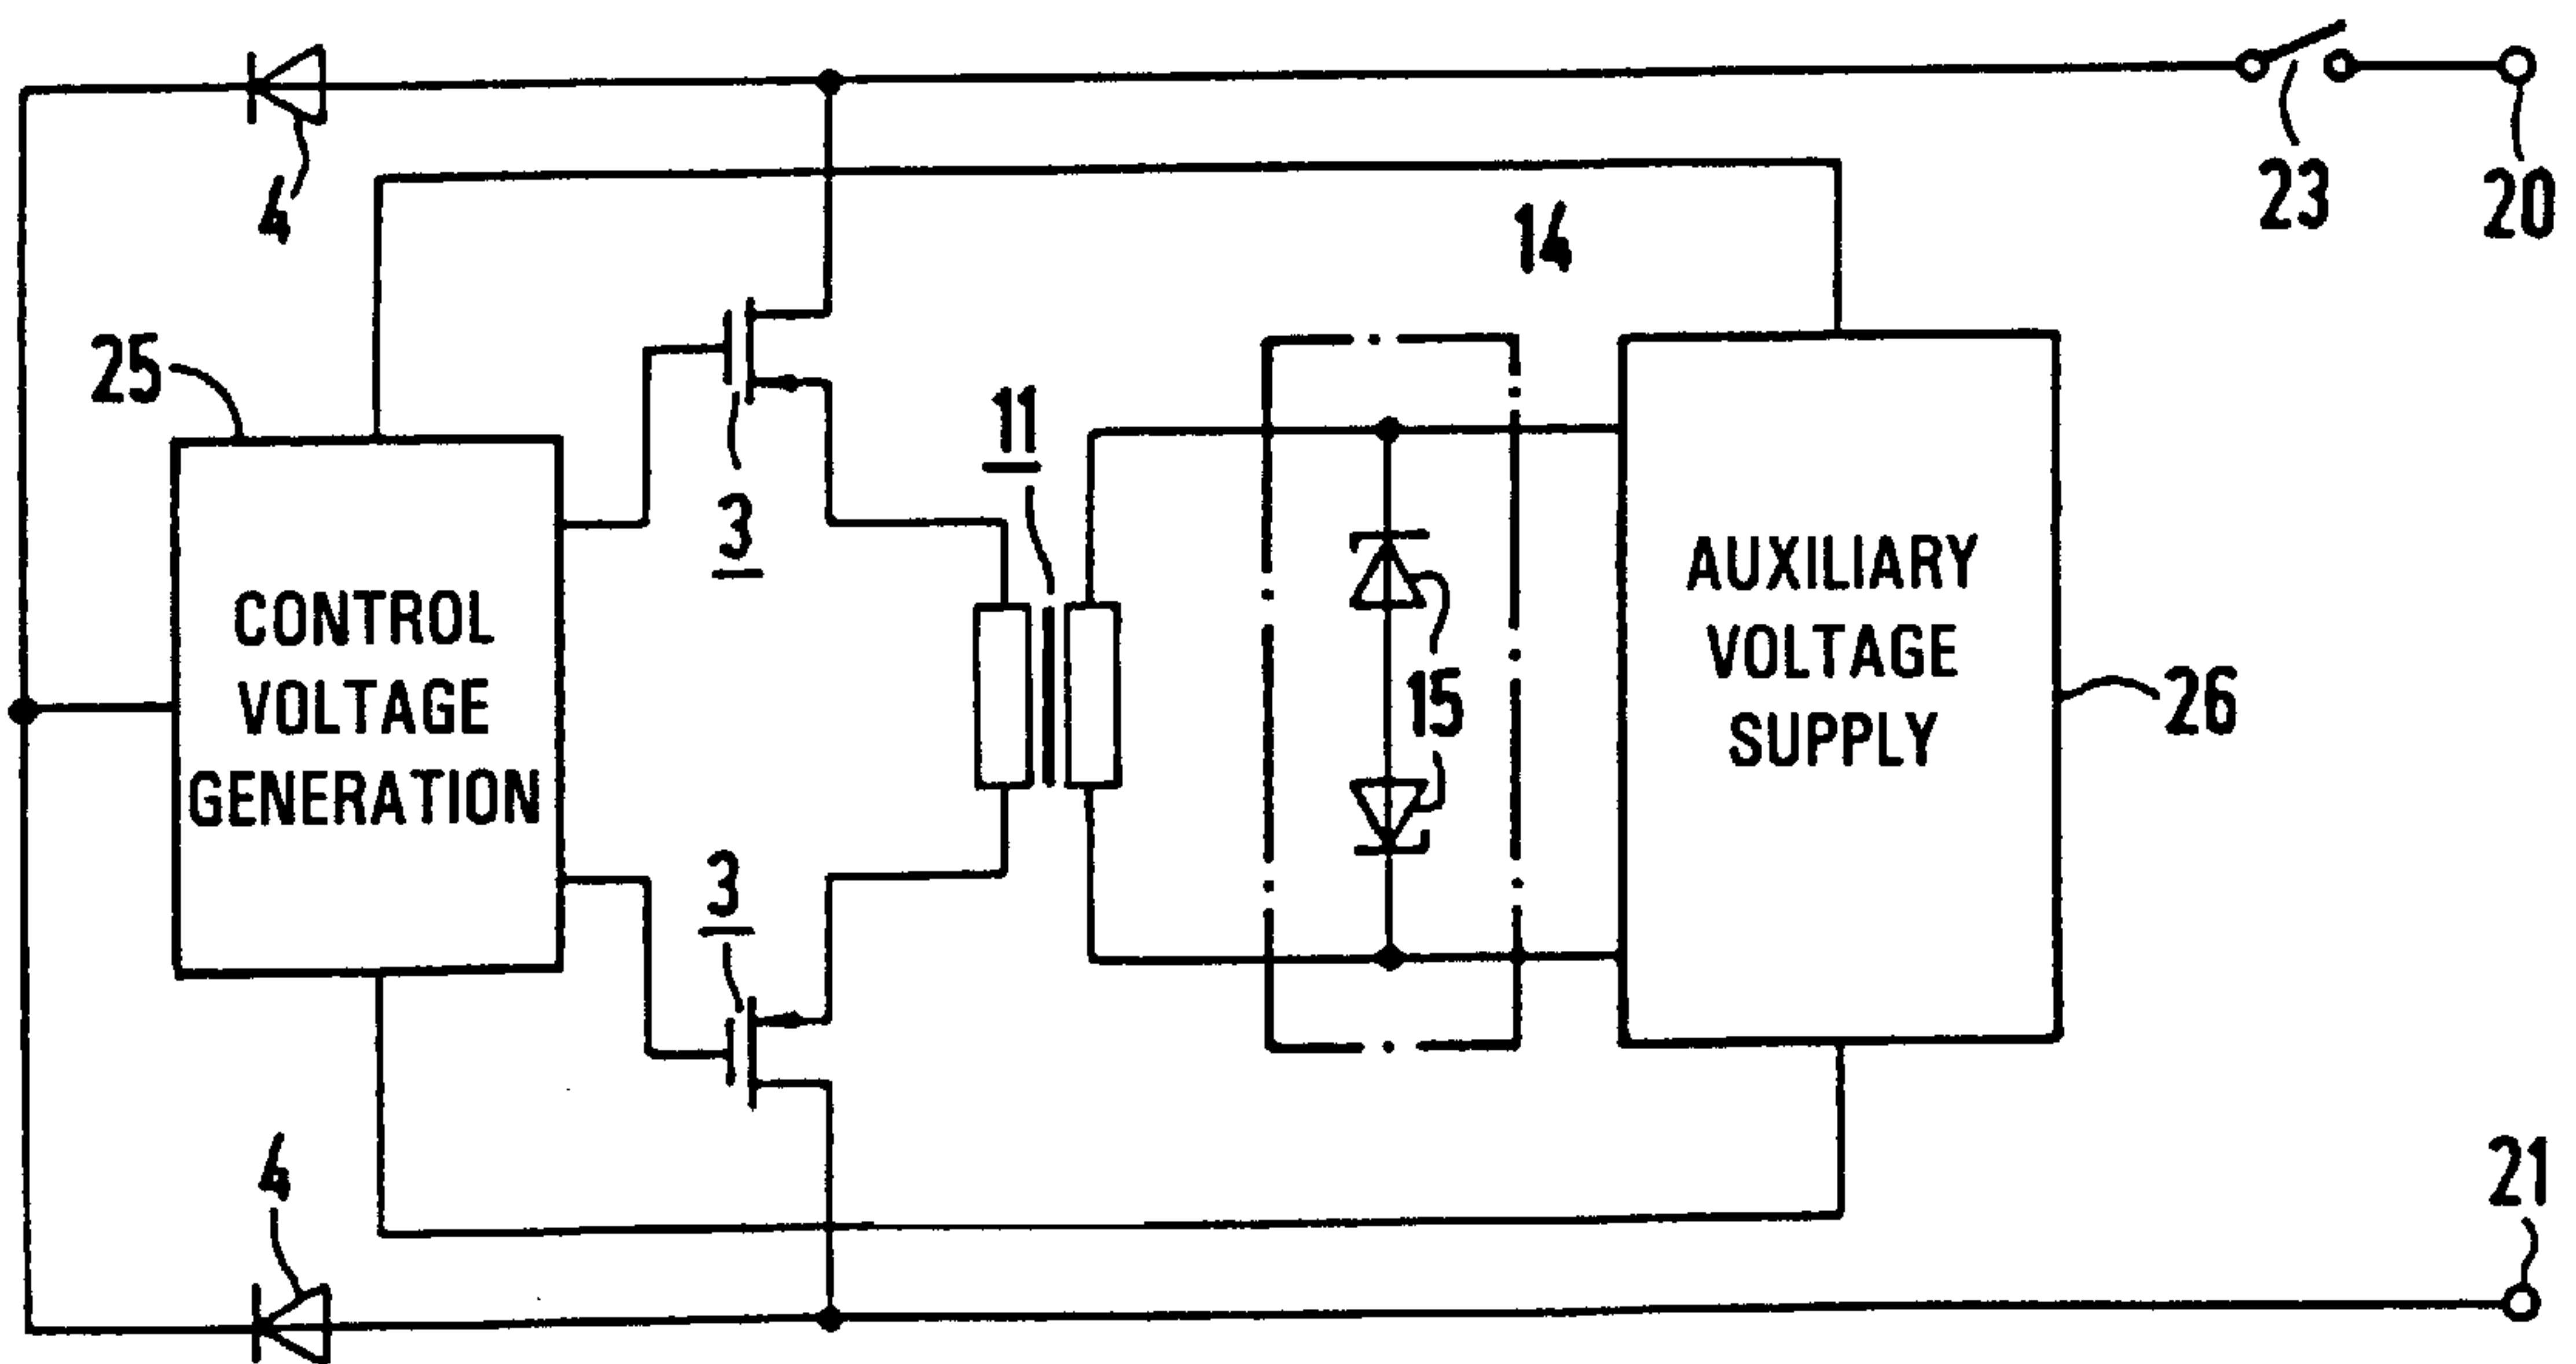 4
23
20
14
25
11
3
CONTROL
VOLTAGE
GENERATION
AUXILIARY
VOLTAGE
SUPPLY
15
26
3
4
21